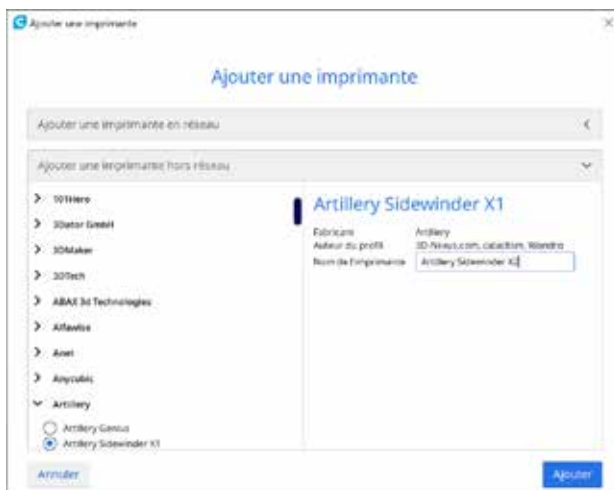 Ajouter une imprimante
Ajouter une imprimante
Ajouter une imprimante en réseau
Ajouter une imprimante hors réseau
101Hero
3Dator GmbH
3DMaker
3DTech
ABAX 3d Technologies
Alfawise
Anet
Anycubic
Artillery
Artillery Genius
Artillery Sidewinder X1
Artillery Sidewinder X1
Fabricant Artillery
Auteur du profil 3D-Nexus.com, cataclism, Wondro
Nom de l'imprimante Artillery Sidewinder X2
Annuler
Ajouter